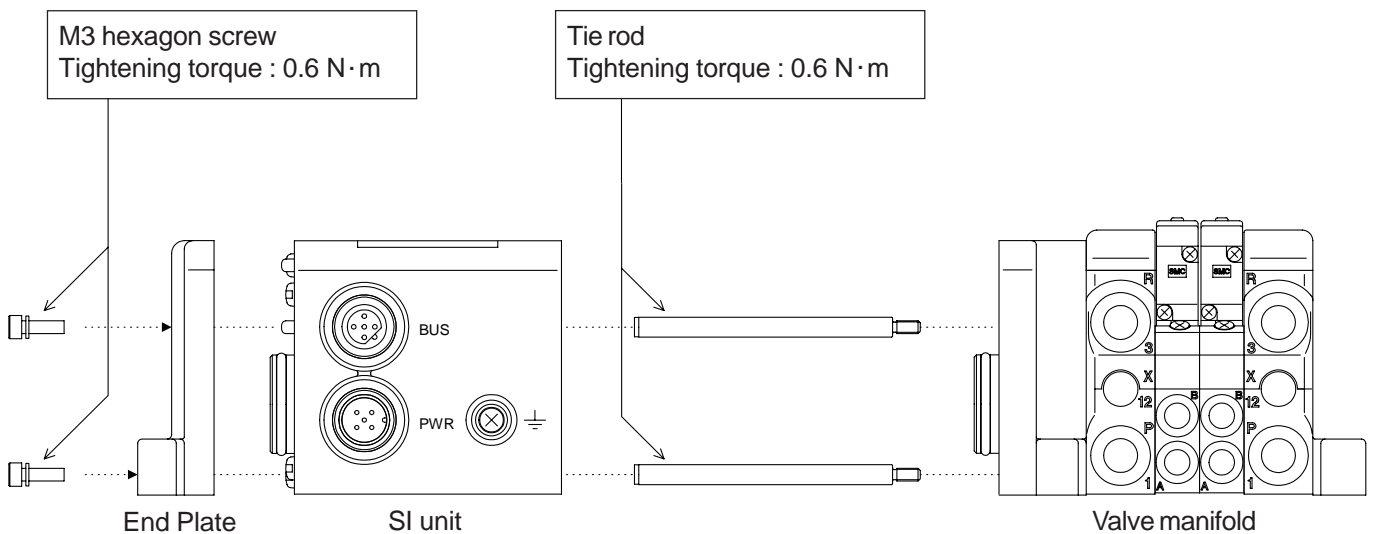 M3 hexagon screw
Tightening torque : 0.6 N·m
Tie rod
Tightening torque : 0.6 N·m
BUS
PWR
SMC SMC
R R
3 3
X X
12 12
B B
P P
1 1
A A
End Plate
SI unit
Valve manifold